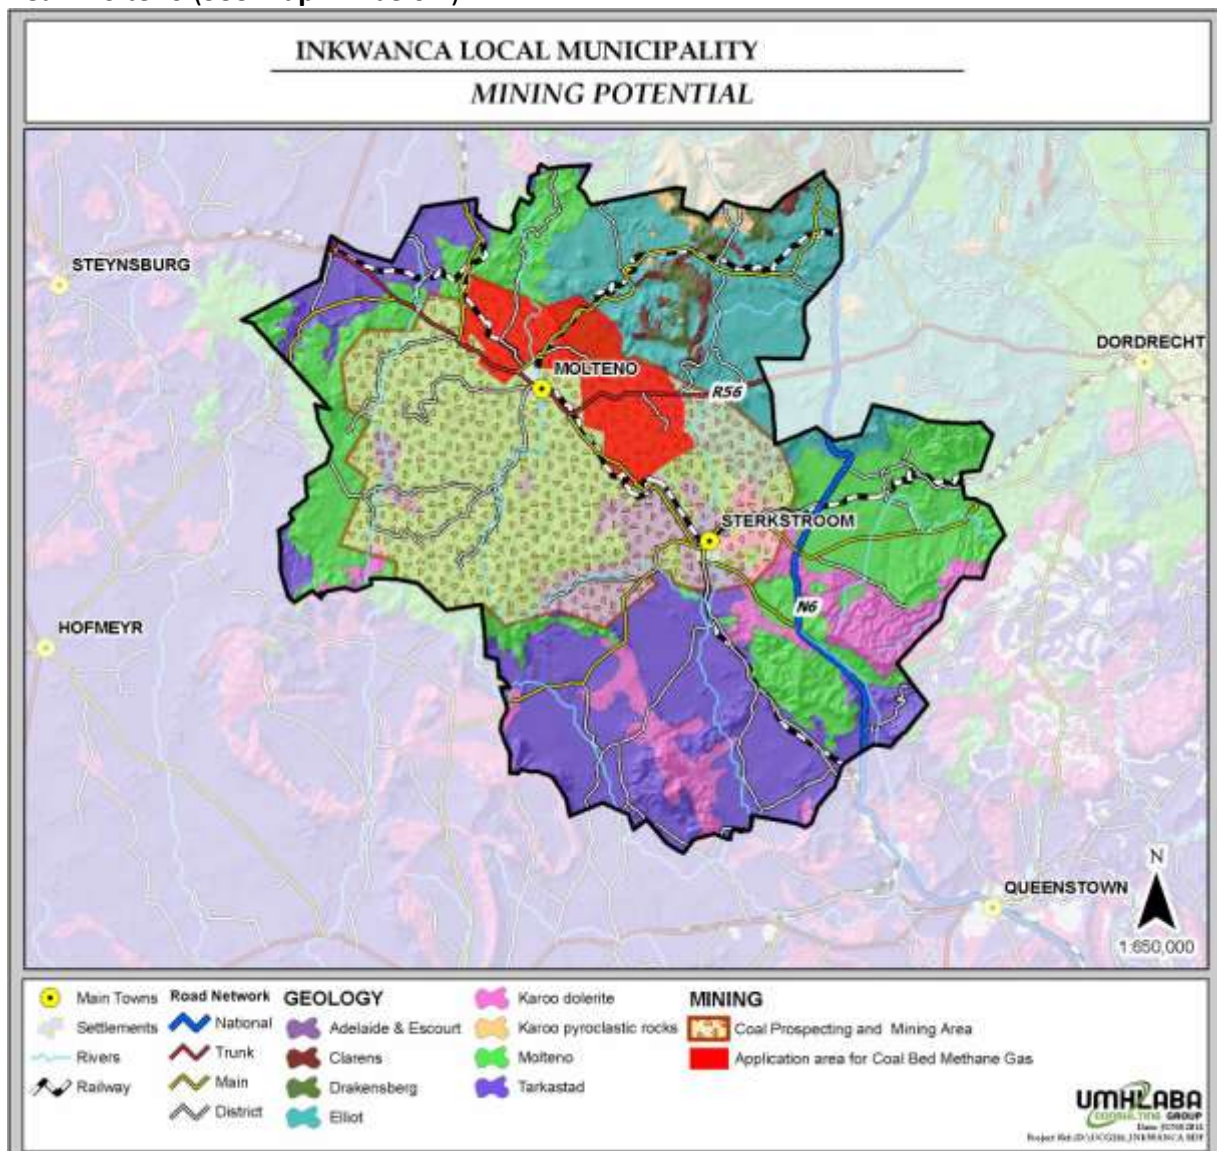 INKWANCA LOCAL MUNICIPALITY
MINING POTENTIAL
STEYNSBURG
MOLTENO
DORDRECHT
R56
STERKSTROOM
N6
HOFMEYR
QUEENSTOWN
N
1:650,000
Main Towns
Settlements
Rivers
Railway
Road Network
National
Trunk
Main
District
GEOLOGY
Adelaide & Escourt
Clarens
Drakensberg
Elliot
Karoo dolerite
Karoo pyroclastic rocks
Molteno
Tarkastad
MINING
Coal Prospecting and Mining Area
Application area for Coal Bed Methane Gas
UMHLABA
CONSULTING GROUP